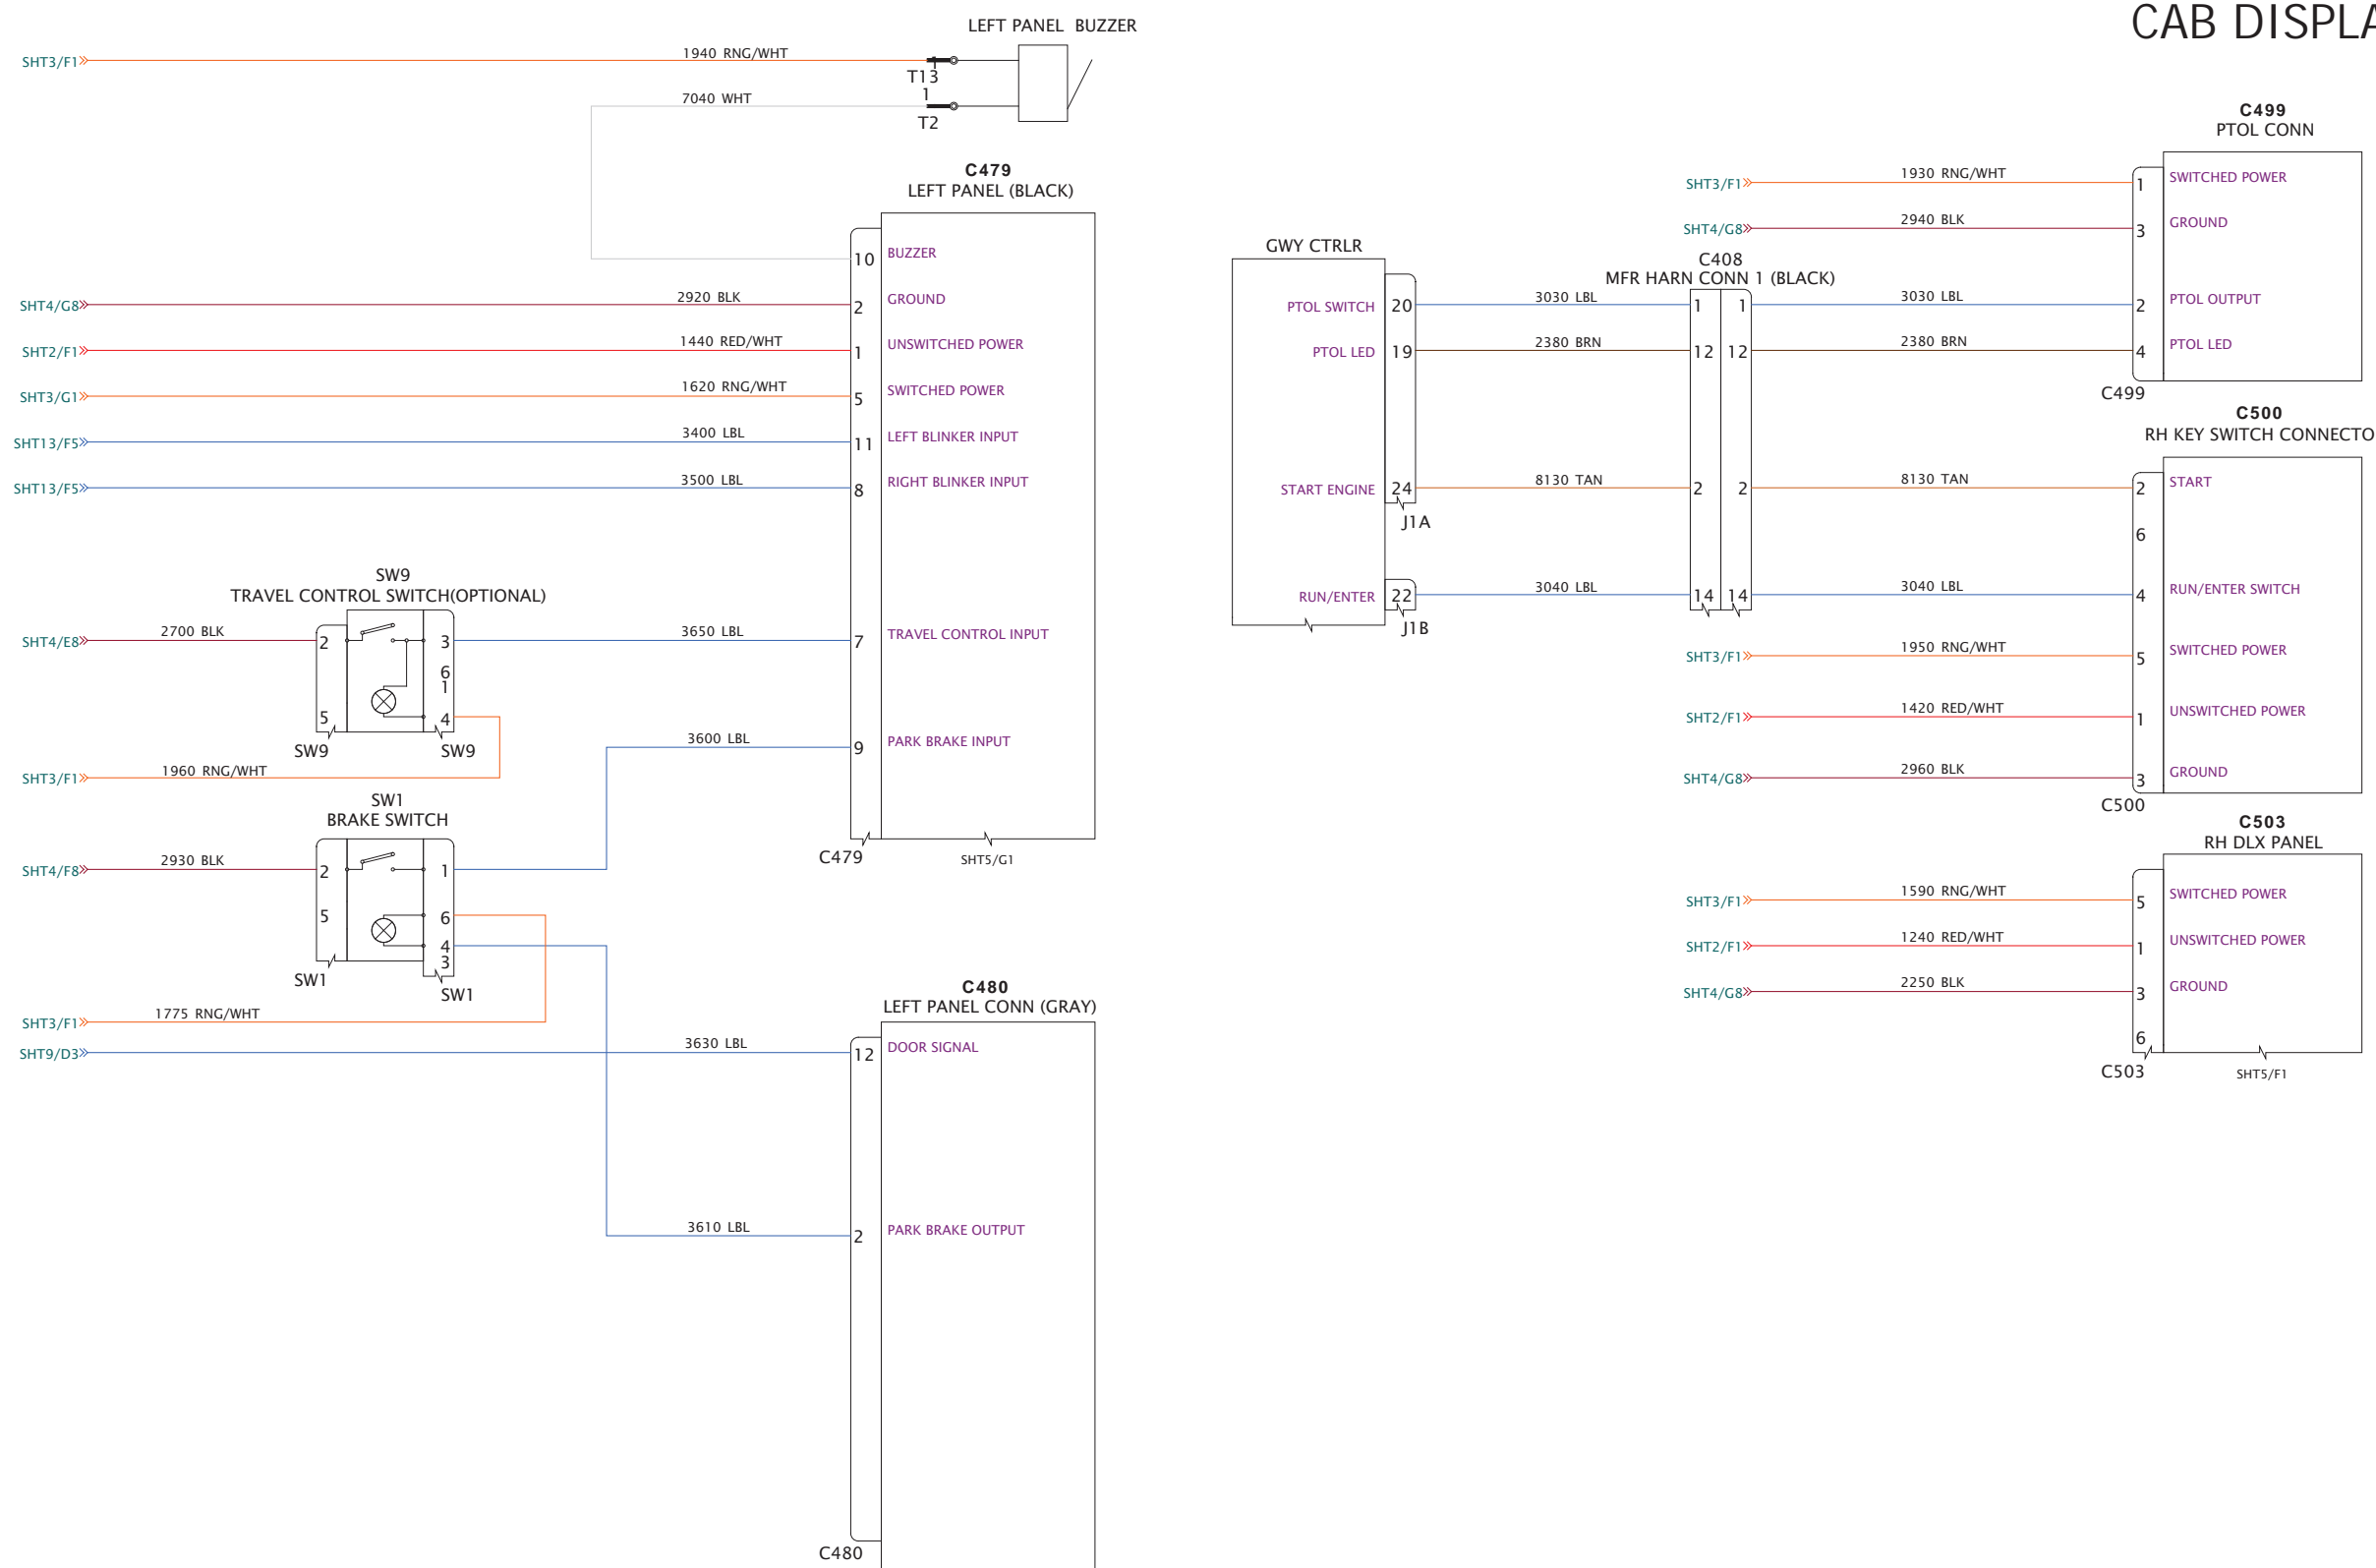 CAB DISPLA
LEFT PANEL BUZZER
SHT3/F1
1940 RNG/WHT
1
T13
7040 WHT
1
T2
C479
LEFT PANEL (BLACK)
10 BUZZER
SHT4/G8 2920 BLK 2 GROUND
SHT2/F1 1440 RED/WHT 1 UNSWITCHED POWER
SHT3/G1 1620 RNG/WHT 5 SWITCHED POWER
SHT13/F5 3400 LBL 11 LEFT BLINKER INPUT
SHT13/F5 3500 LBL 8 RIGHT BLINKER INPUT
SW9
TRAVEL CONTROL SWITCH(OPTIONAL)
SHT4/E8 2700 BLK 2 3 3650 LBL 7 TRAVEL CONTROL INPUT
6
1
5 4
SW9 SW9
SHT3/F1 1960 RNG/WHT
3600 LBL 9 PARK BRAKE INPUT
SW1
BRAKE SWITCH
C479
SHT5/G1
SHT4/F8 2930 BLK 2 1
5 6
4
3
SW1 SW1
SHT3/F1 1775 RNG/WHT
C480
LEFT PANEL CONN (GRAY)
SHT9/D3 3630 LBL 12 DOOR SIGNAL
3610 LBL 2 PARK BRAKE OUTPUT
C480
GWY CTRLR
C408
MFR HARN CONN 1 (BLACK)
PTOL SWITCH 20 3030 LBL 1 1 3030 LBL
PTOL LED 19 2380 BRN 12 12 2380 BRN
START ENGINE 24 8130 TAN 2 2 8130 TAN
J1A
RUN/ENTER 22 3040 LBL 14 14 3040 LBL
J1B
C499
PTOL CONN
SHT3/F1 1930 RNG/WHT 1 SWITCHED POWER
SHT4/G8 2940 BLK 3 GROUND
2 PTOL OUTPUT
4 PTOL LED
C499
C500
RH KEY SWITCH CONNECTO
2 START
6
4 RUN/ENTER SWITCH
SHT3/F1 1950 RNG/WHT 5 SWITCHED POWER
SHT2/F1 1420 RED/WHT 1 UNSWITCHED POWER
SHT4/G8 2960 BLK 3 GROUND
C500
C503
RH DLX PANEL
SHT3/F1 1590 RNG/WHT 5 SWITCHED POWER
SHT2/F1 1240 RED/WHT 1 UNSWITCHED POWER
SHT4/G8 2250 BLK 3 GROUND
6
C503
SHT5/F1